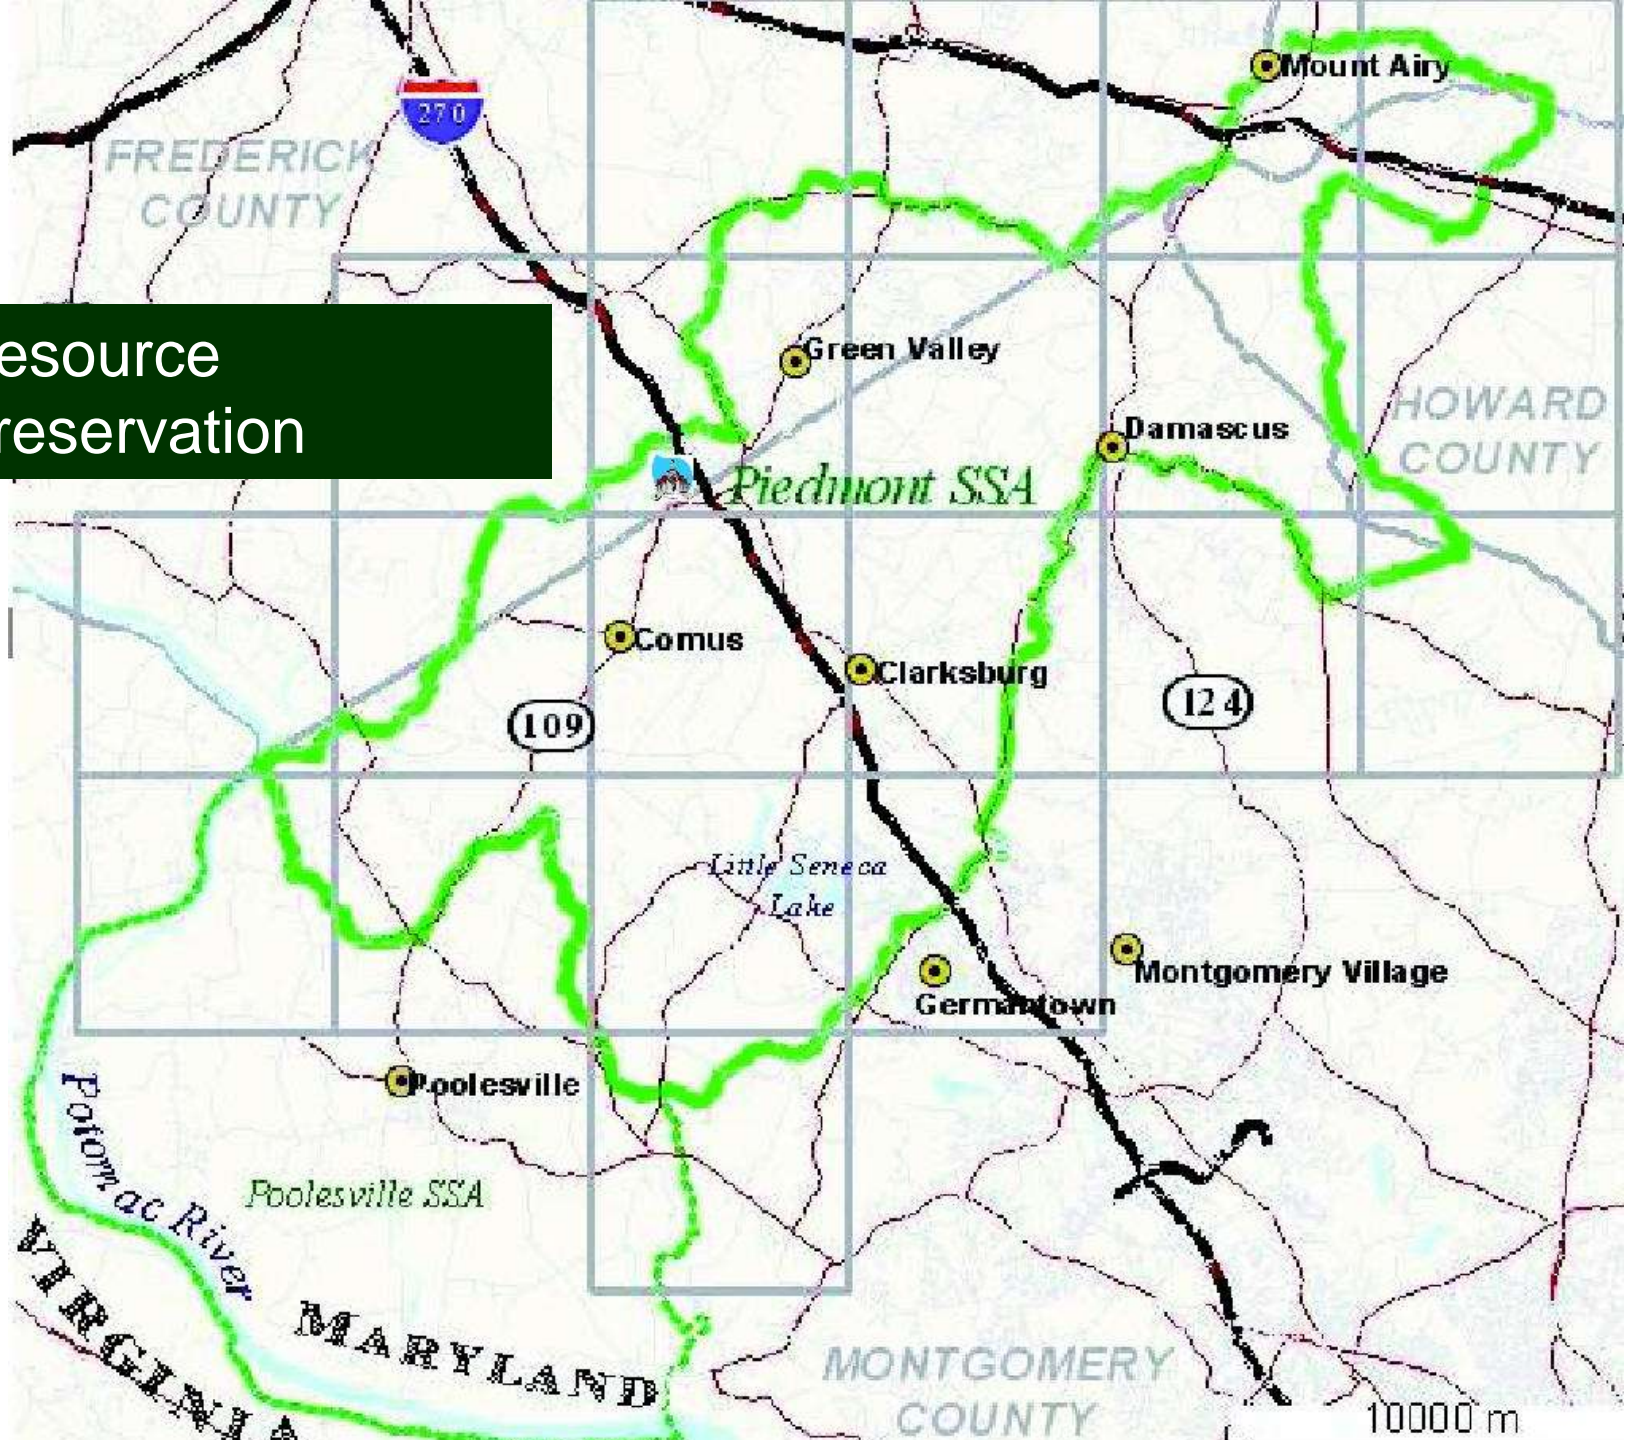 Mount Airy
270
FREDERICK
COUNTY
esource
reservation
Green Valley
HOWARD
COUNTY
Damascus
Piedmont SSA
Comus
Clarksburg
109
124
Little Seneca
Lake
Montgomery Village
Germantown
Poolesville
Potomac River
Poolesville SSA
VIRGINIA
MARYLAND
MONTGOMERY
COUNTY
10000 m